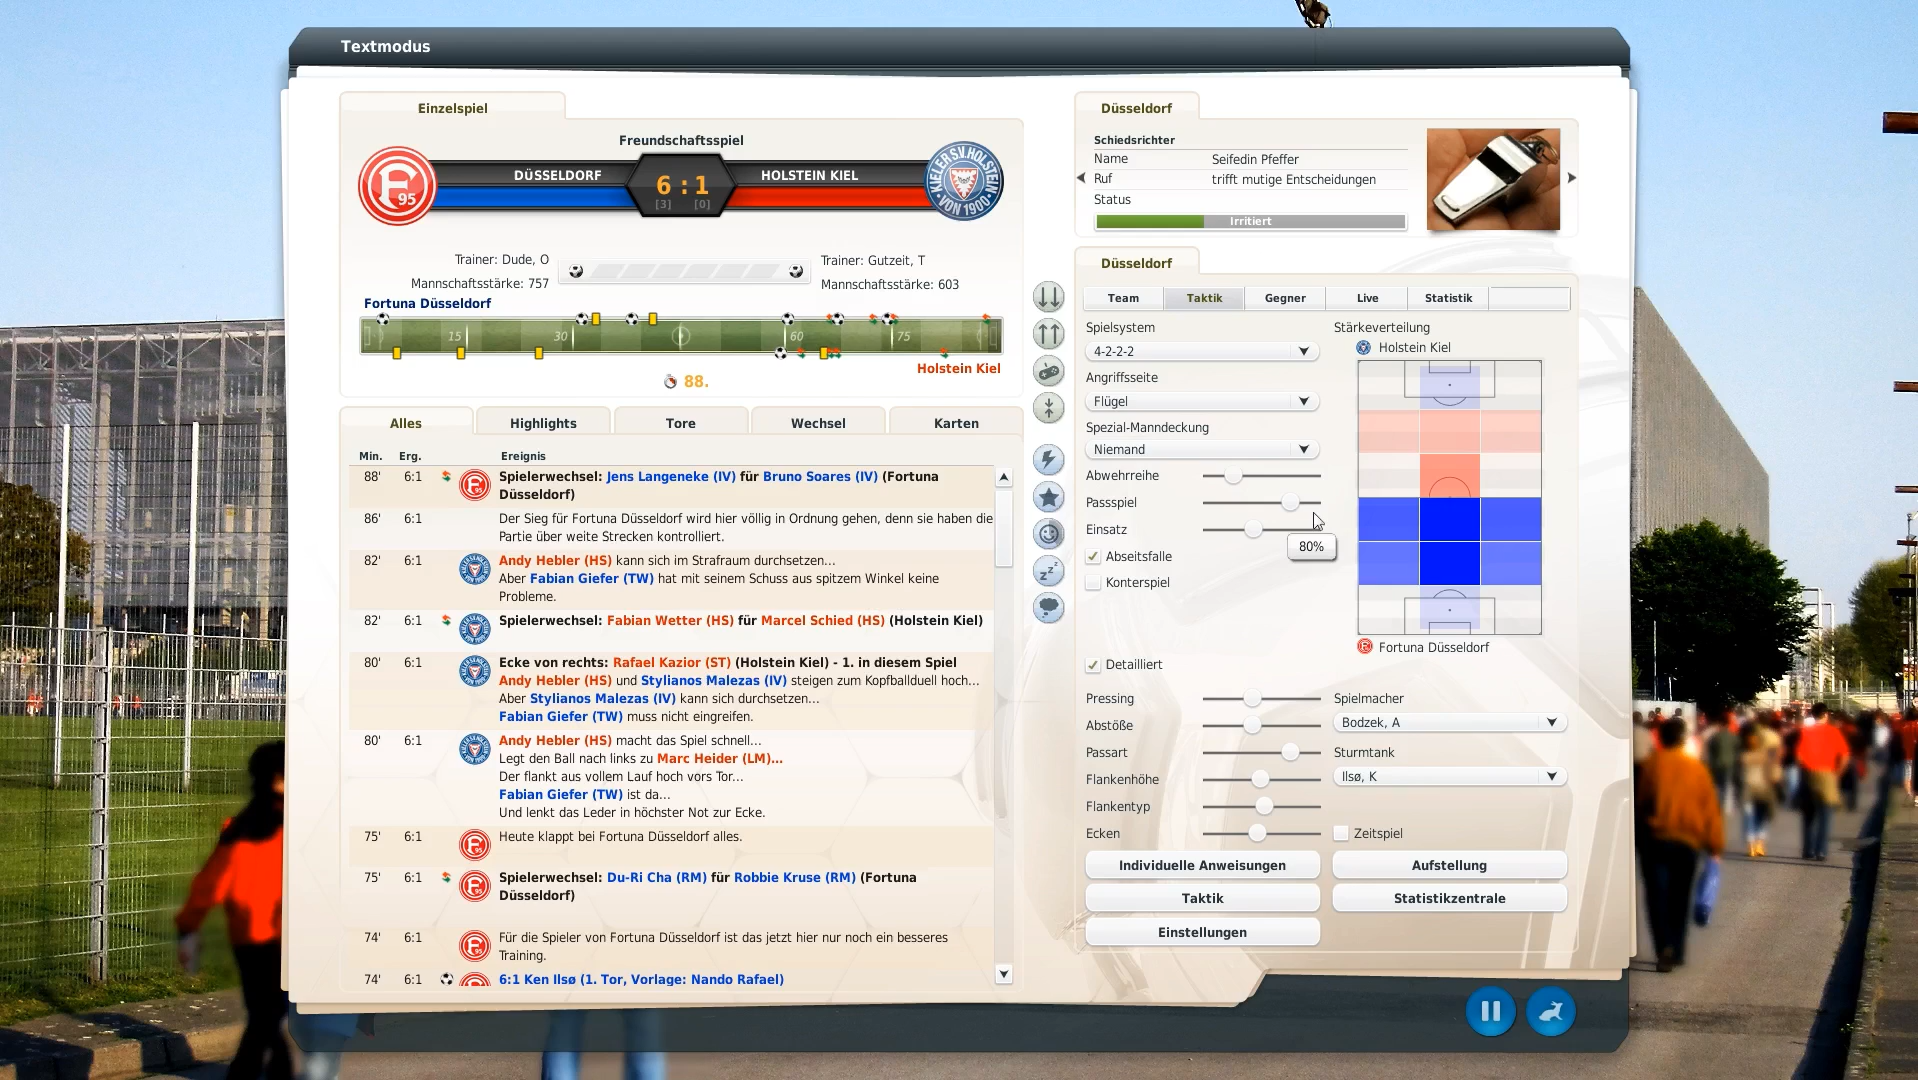 Textmodus
Einzelspiel
Freundschaftsspiel
DÜSSELDORF
6 : 1
HOLSTEIN KIEL
[3] [0]
F 95
KIELER S.V. HOLSTEIN VON 1900
Trainer: Dude, O
Mannschaftsstärke: 757
Trainer: Gutzeit, T
Mannschaftsstärke: 603
Fortuna Düsseldorf
15 30 60 75
Holstein Kiel
88.
Alles
Highlights
Tore
Wechsel
Karten
Min. Erg. Ereignis
88' 6:1 Spielerwechsel: Jens Langeneke (IV) für Bruno Soares (IV) (Fortuna
Düsseldorf)
86' 6:1 Der Sieg für Fortuna Düsseldorf wird hier völlig in Ordnung gehen, denn sie haben die
Partie über weite Strecken kontrolliert.
82' 6:1 Andy Hebler (HS) kann sich im Strafraum durchsetzen...
Aber Fabian Giefer (TW) hat mit seinem Schuss aus spitzem Winkel keine
Probleme.
82' 6:1 Spielerwechsel: Fabian Wetter (HS) für Marcel Schied (HS) (Holstein Kiel)
80' 6:1 Ecke von rechts: Rafael Kazior (ST) (Holstein Kiel) - 1. in diesem Spiel
Andy Hebler (HS) und Stylianos Malezas (IV) steigen zum Kopfballduell hoch...
Aber Stylianos Malezas (IV) kann sich durchsetzen...
Fabian Giefer (TW) muss nicht eingreifen.
80' 6:1 Andy Hebler (HS) macht das Spiel schnell...
Legt den Ball nach links zu Marc Heider (LM)...
Der flankt aus vollem Lauf hoch vors Tor...
Fabian Giefer (TW) ist da...
Und lenkt das Leder in höchster Not zur Ecke.
75' 6:1 Heute klappt bei Fortuna Düsseldorf alles.
75' 6:1 Spielerwechsel: Du-Ri Cha (RM) für Robbie Kruse (RM) (Fortuna
Düsseldorf)
74' 6:1 Für die Spieler von Fortuna Düsseldorf ist das jetzt hier nur noch ein besseres
Training.
74' 6:1 6:1 Ken Ilsø (1. Tor, Vorlage: Nando Rafael)
Düsseldorf
Schiedsrichter
Name Seifedin Pfeffer
Ruf trifft mutige Entscheidungen
Status
Irritiert
Düsseldorf
Team
Taktik
Gegner
Live
Statistik
Spielsystem
4-2-2-2
Angriffsseite
Flügel
Spezial-Manndeckung
Niemand
Abwehrreihe
Passspiel
Einsatz
80%
Abseitsfalle
Konterspiel
Stärkeverteilung
Holstein Kiel
Fortuna Düsseldorf
Detailliert
Pressing
Abstöße
Passart
Flankenhöhe
Flankentyp
Ecken
Spielmacher
Bodzek, A
Sturmtank
Ilsø, K
Zeitspiel
Individuelle Anweisungen
Aufstellung
Taktik
Statistikzentrale
Einstellungen